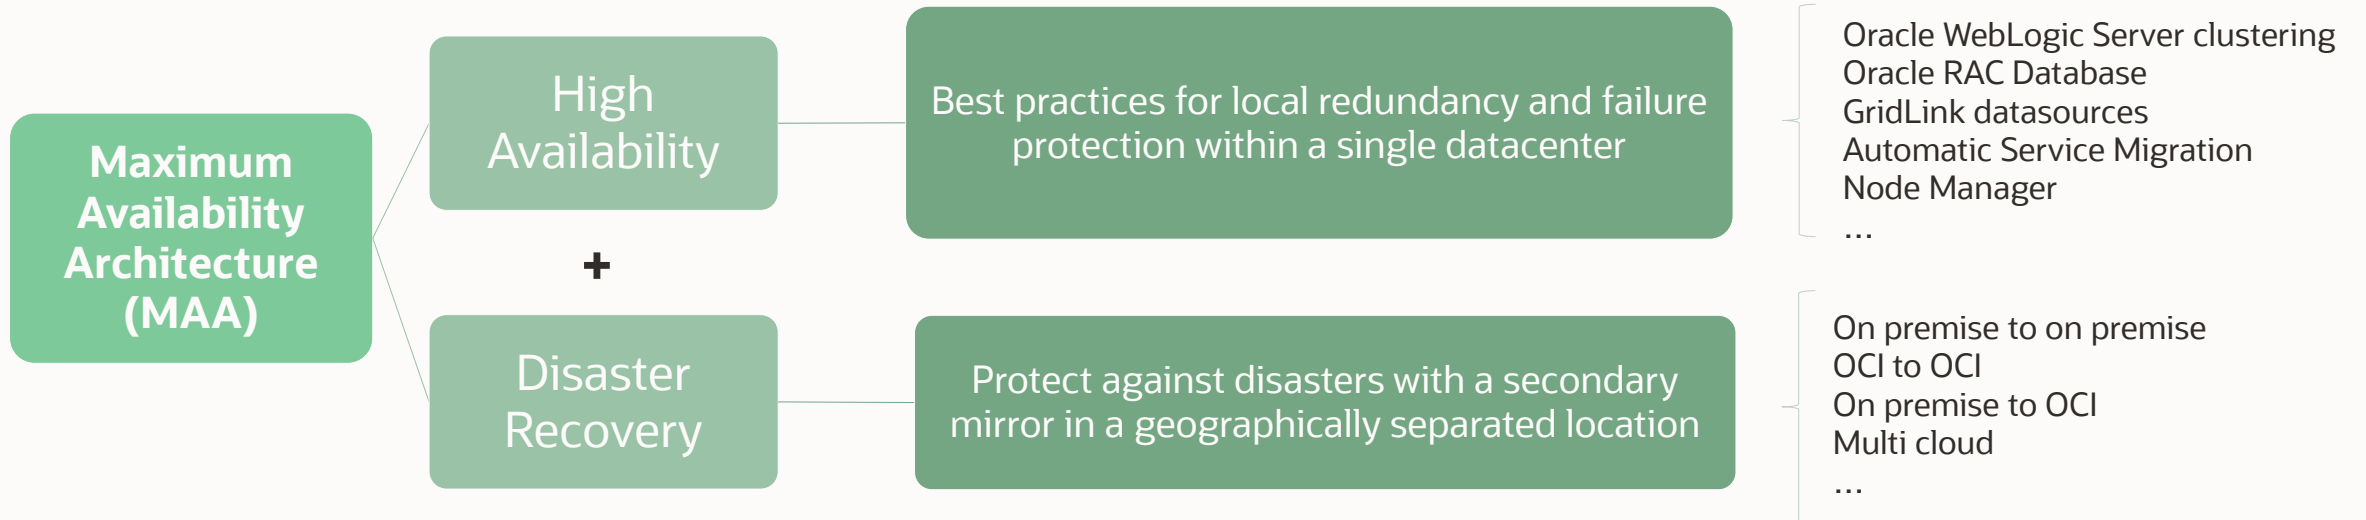 Maximum
Availability
Architecture
(MAA)
High
Availability
+
Disaster
Recovery
Best practices for local redundancy and failure
protection within a single datacenter
Protect against disasters with a secondary
mirror in a geographically separated location
Oracle WebLogic Server clustering
Oracle RAC Database
GridLink datasources
Automatic Service Migration
Node Manager
...
On premise to on premise
OCI to OCI
On premise to OCI
Multi cloud
...